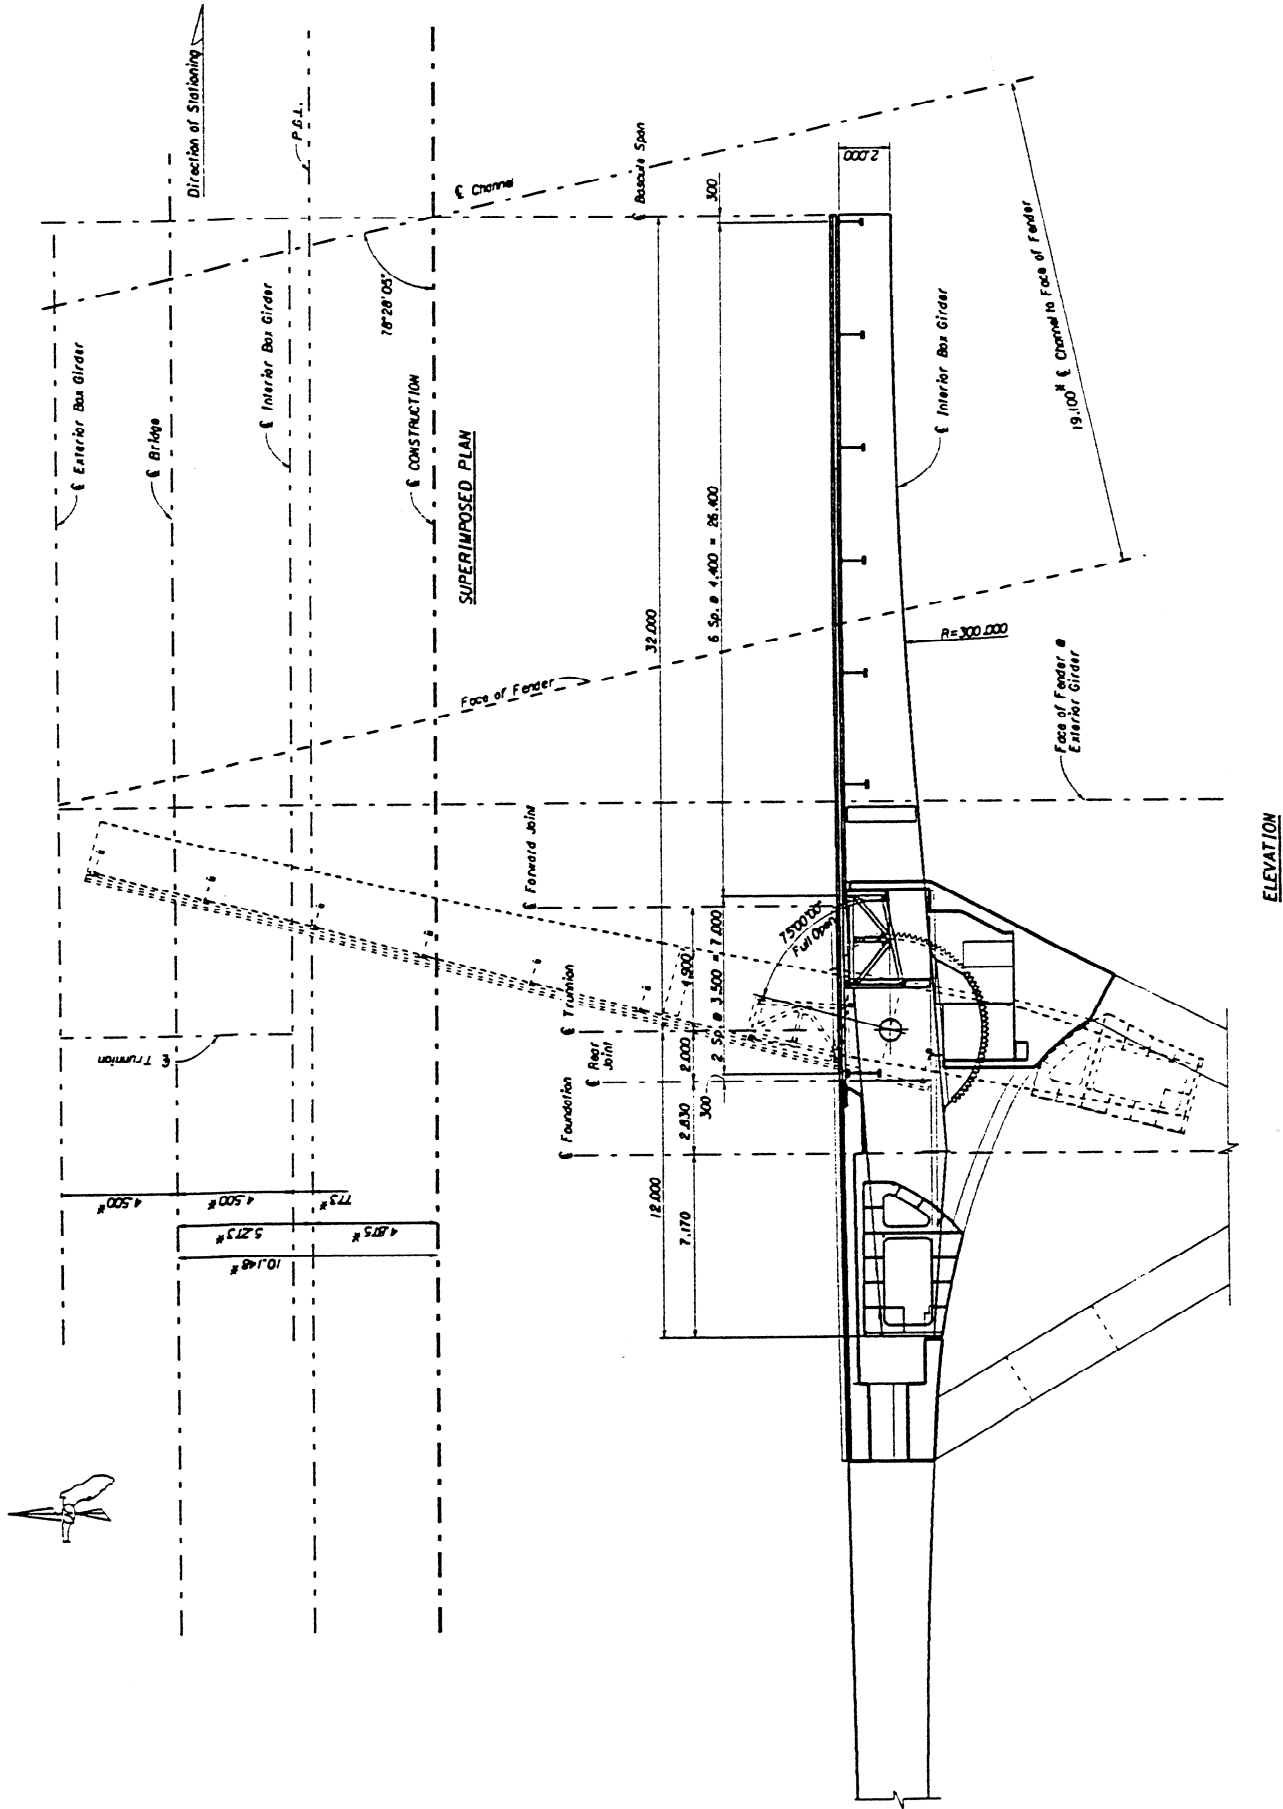 Direction of Stationing
P.G.L.
℄ Channel
℄ Bascule Span
78°28'05"
℄ Exterior Box Girder
℄ Bridge
℄ Interior Box Girder
℄ CONSTRUCTION
SUPERIMPOSED PLAN
300
2.000
19.100* ℄ Channel to Face of Fender
℄ Interior Box Girder
32.000
6 Sp. @ 4.400 = 26.400
R=300.000
Face of Fender
Face of Fender @
Exterior Girder
Forward Joint
75°00'00"
Full Open
4.900
2 Sp. @ 3.500 = 7.000
℄ Trunnion
℄ Trunnion
℄ Rear
Joint
2.000
300
℄ Foundation
2.830
12.000
7.170
4.500*
4.500*
773*
5.273*
4.875*
10.148*
ELEVATION